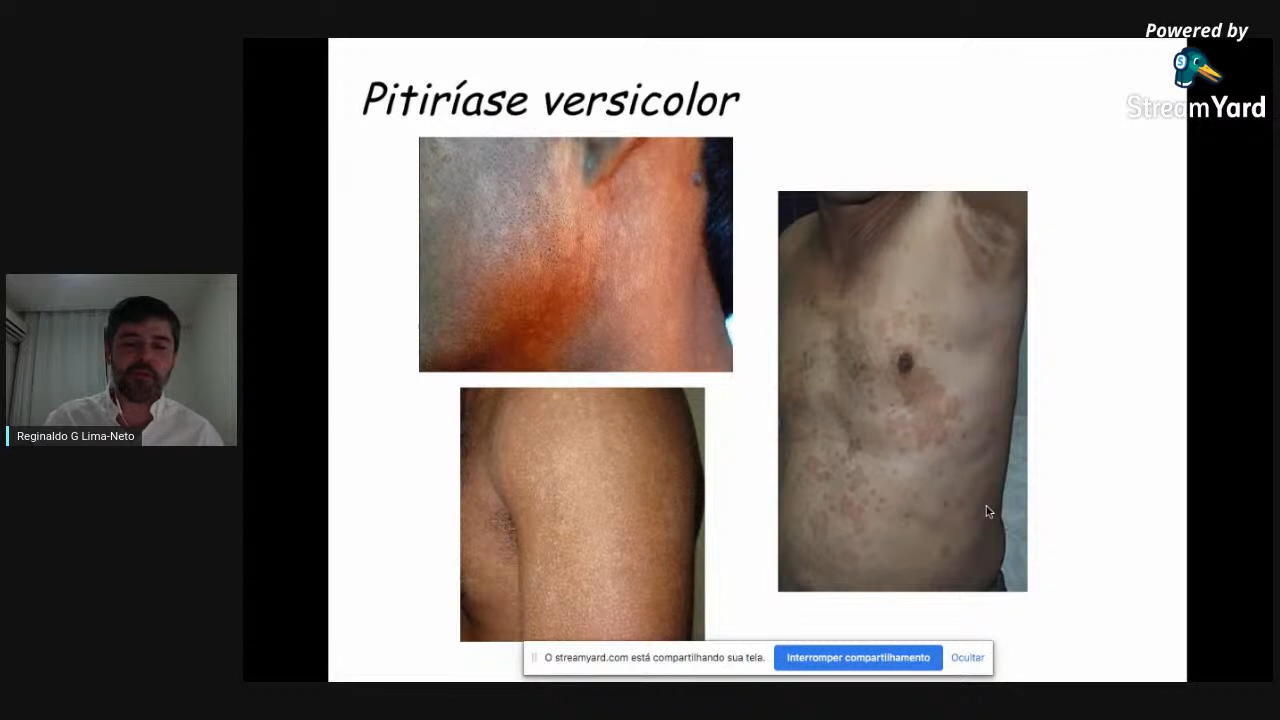 Powered by
StreamYard
Pitiríase versicolor
Reginaldo G Lima-Neto
O streamyard.com está compartilhando sua tela.
Interromper compartilhamento
Ocultar